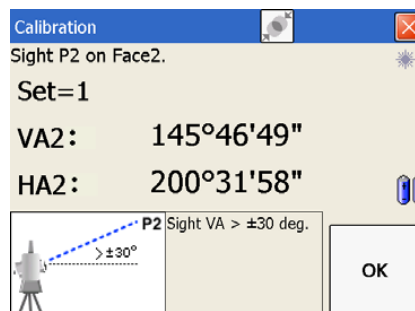 Calibration
Sight P2 on Face2.
Set=1
VA2: 145°46'49"
HA2: 200°31'58"
P2 Sight VA > ±30 deg.
>±30°
OK